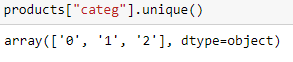 products["categ"].unique()
array(['0', '1', '2'], dtype=object)